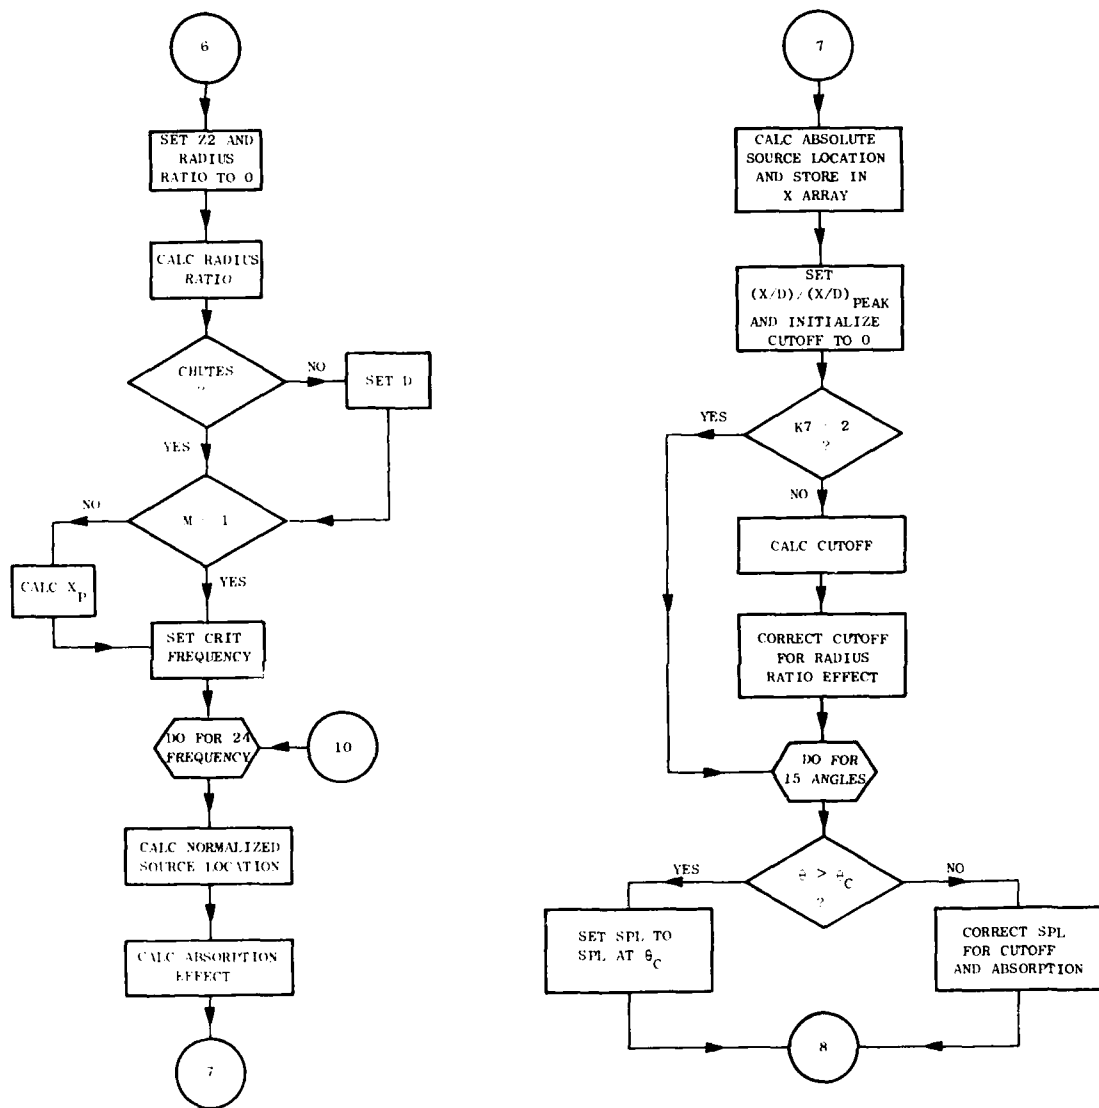 6
SET Z2 AND
RADIUS
RATIO TO 0
CALC RADIUS
RATIO
CHUTES
?
NO
SET D
YES
M 1
NO
CALC X_P
YES
SET CRIT
FREQUENCY
DO FOR 24
FREQUENCY
10
CALC NORMALIZED
SOURCE LOCATION
CALC ABSORPTION
EFFECT
7
7
CALC ABSOLUTE
SOURCE LOCATION
AND STORE IN
X ARRAY
SET
(X/D)/(X/D)PEAK
AND INITIALIZE
CUTOFF TO 0
YES
K7 2
?
NO
CALC CUTOFF
CORRECT CUTOFF
FOR RADIUS
RATIO EFFECT
DO FOR
15 ANGLES
YES
θ > θ_C
?
NO
SET SPL TO
SPL AT θ_C
CORRECT SPL
FOR CUTOFF
AND ABSORPTION
8